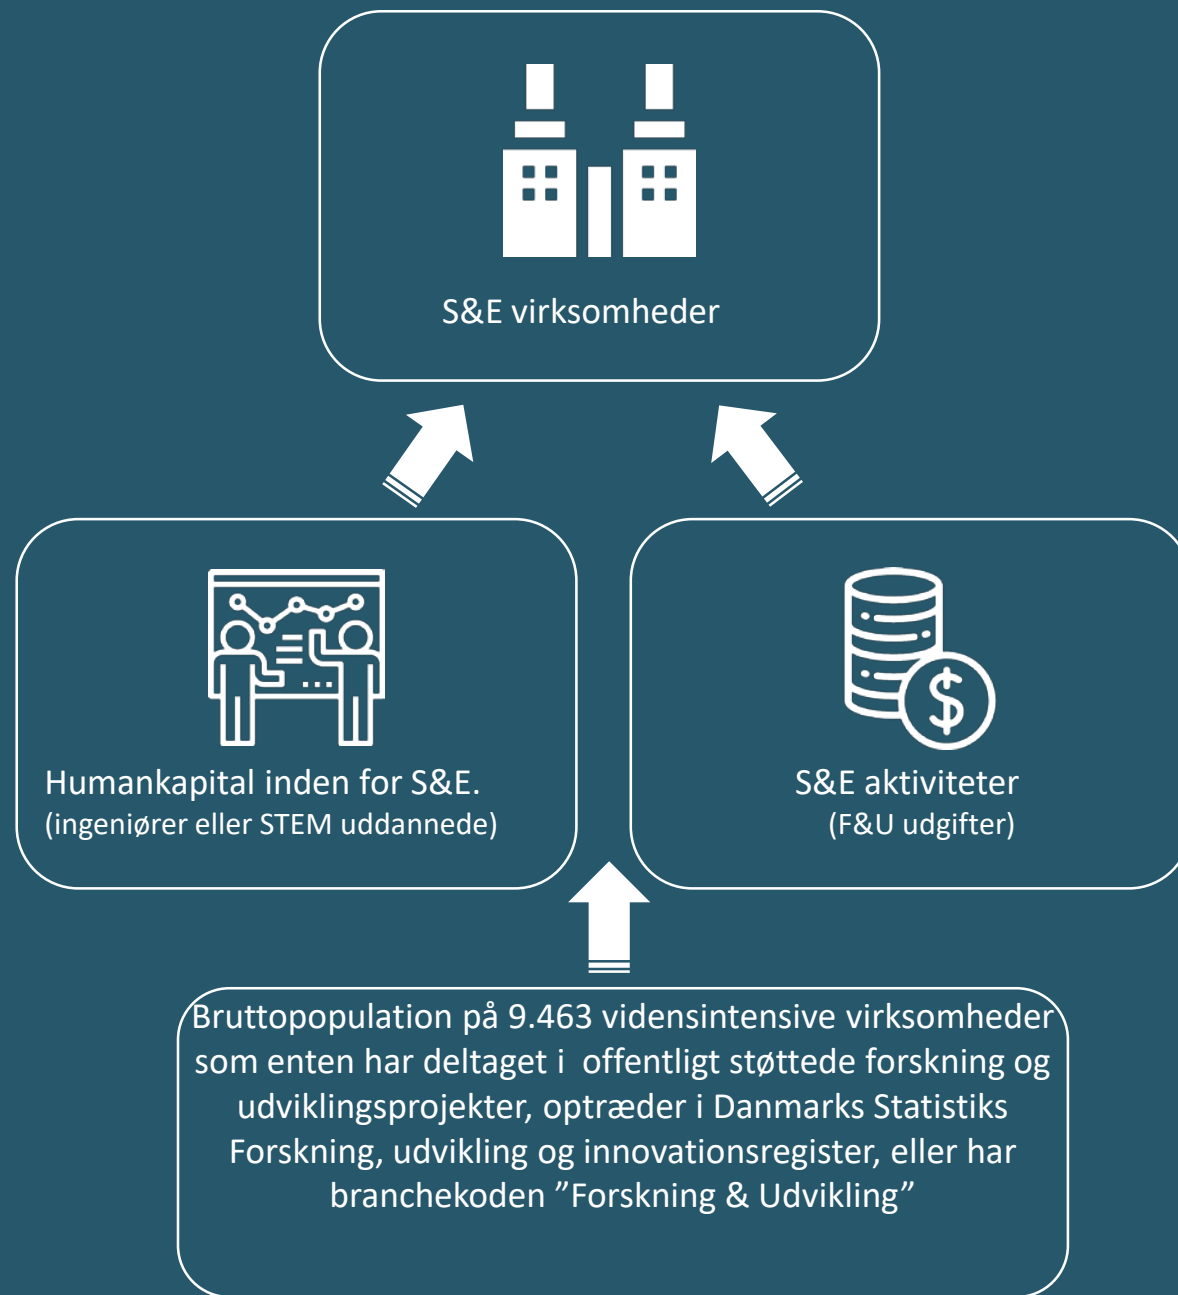 S&E virksomheder
Humankapital inden for S&E.
(ingeniører eller STEM uddannede)
S&E aktiviteter
(F&U udgifter)
Bruttopopulation på 9.463 vidensintensive virksomheder
som enten har deltaget i  offentligt støttede forskning og
udviklingsprojekter, optræder i Danmarks Statistiks
Forskning, udvikling og innovationsregister, eller har
branchekoden ”Forskning & Udvikling”